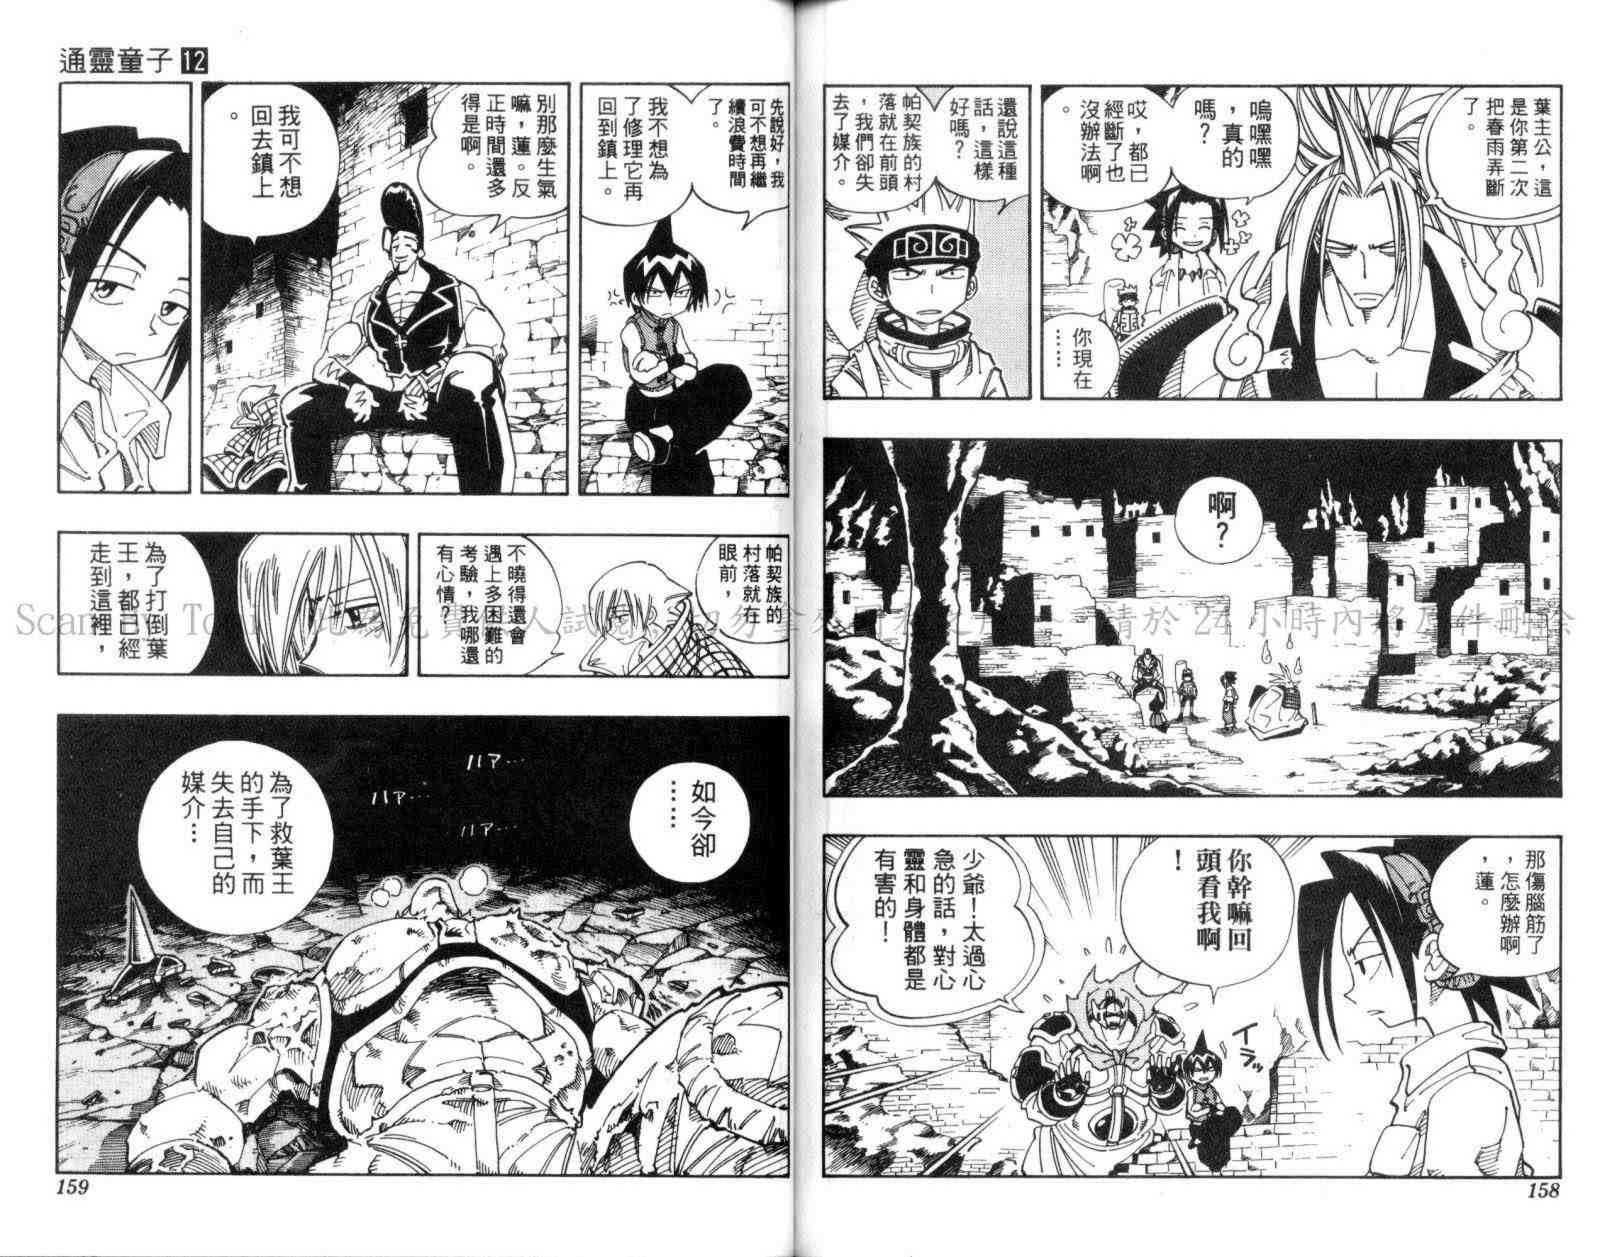 通靈童子12
葉主公，這
是你第二次
把春雨弄斷
了。
嗚嘿嘿
，真的
嗎？
哎，都已
經斷了也
沒辦法啊
。
你現在
……
還說這種
話，這樣
好嗎？
帕契族的村
落就在前頭
，我們卻失
去了媒介。
啊？
那傷腦筋了
，怎麼辦啊
，蓮。
你幹嘛回
頭看我啊
！
イラッ
少爺！太過心
急的話，對心
靈和身體都是
有害的！
158
先說好，我
可不想再繼
續浪費時間
了。
我不想為
了修理它再
回到鎮上。
別那麼生氣
嘛，蓮。反
正時間還多
得是啊。
我可不想
回去鎮上
。
帕契族的
村落就在
眼前，
不曉得還會
遇上多困難的
考驗，我哪還
有心情？
為了打倒葉
王，都已經
走到這裡，
如今卻
……
ハァ…
ハァ…
ハァ…
為了救葉王
的手下，而
失去自己的
媒介…
159